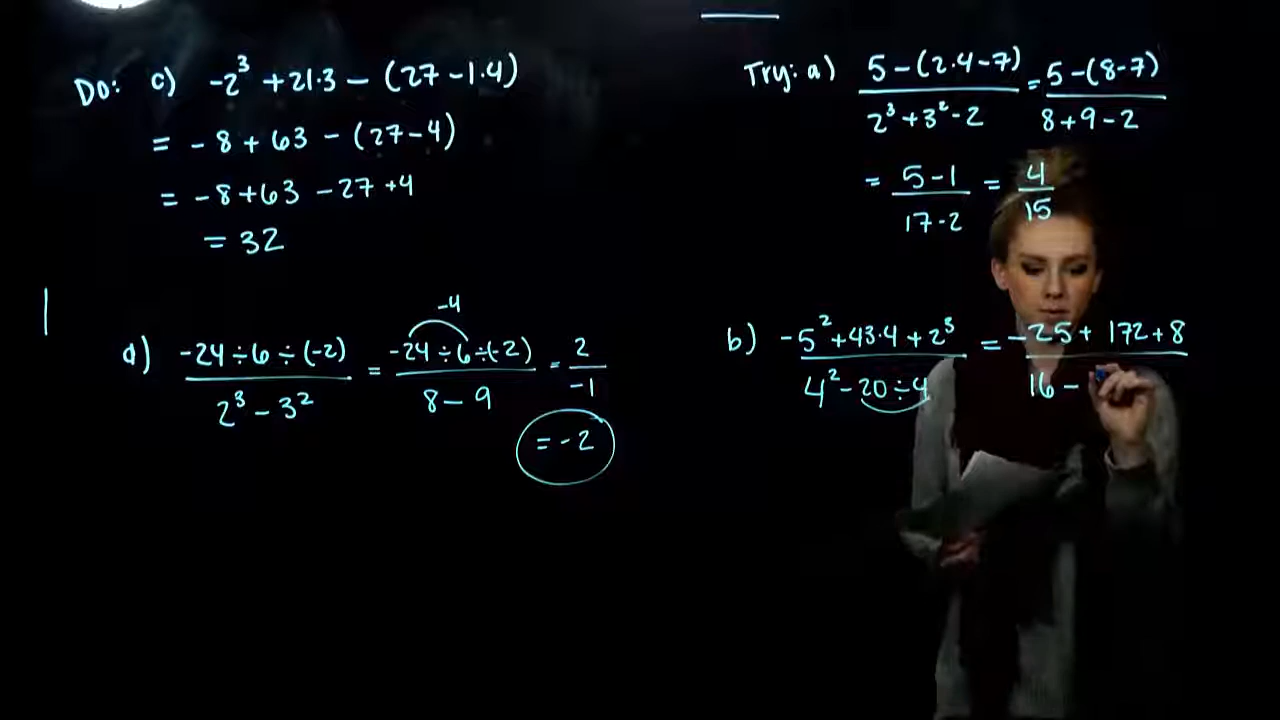 Do: c) -2³ + 21·3 - (27 - 1·4)
= -8 + 63 - (27 - 4)
= -8 + 63 - 27 + 4
= 32
d) (-24 ÷ 6 ÷ (-2)) / (2³ - 3²) = (-24 ÷ 6 ÷ (-2)) / (8 - 9) = 2 / -1
-4
= -2
Try: a) (5 - (2·4 - 7)) / (2³ + 3² - 2) = (5 - (8 - 7)) / (8 + 9 - 2)
= (5 - 1) / (17 - 2) = 4 / 15
b) (-5² + 43·4 + 2³) / (4² - 20 ÷ 4) = (-25 + 172 + 8) / (16 -